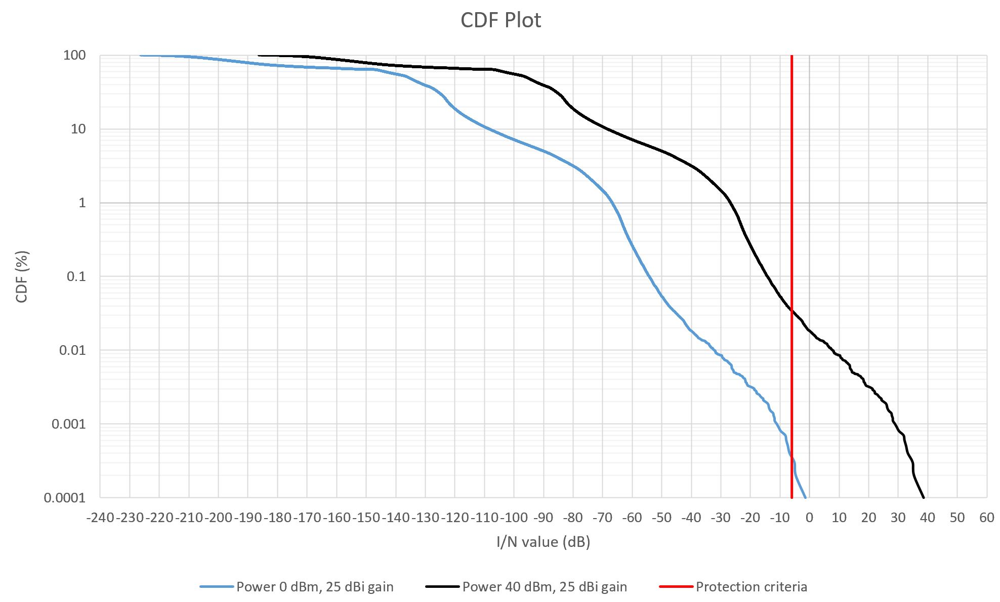 CDF Plot
100
10
1
0.1
0.01
0.001
0.0001
CDF (%)
-240 -230 -220 -210 -200 -190 -180 -170 -160 -150 -140 -130 -120 -110 -100 -90 -80 -70 -60 -50 -40 -30 -20 -10 0 10 20 30 40 50 60
I/N value (dB)
Power 0 dBm, 25 dBi gain Power 40 dBm, 25 dBi gain Protection criteria